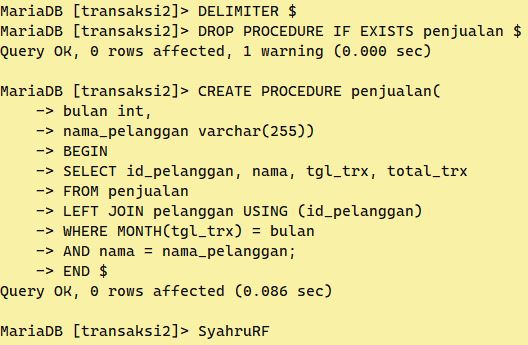 MariaDB [transaksi2]> DELIMITER $
MariaDB [transaksi2]> DROP PROCEDURE IF EXISTS penjualan $
Query OK, 0 rows affected, 1 warning (0.000 sec)

MariaDB [transaksi2]> CREATE PROCEDURE penjualan(
    -> bulan int,
    -> nama_pelanggan varchar(255))
    -> BEGIN
    -> SELECT id_pelanggan, nama, tgl_trx, total_trx
    -> FROM penjualan
    -> LEFT JOIN pelanggan USING (id_pelanggan)
    -> WHERE MONTH(tgl_trx) = bulan
    -> AND nama = nama_pelanggan;
    -> END $
Query OK, 0 rows affected (0.086 sec)

MariaDB [transaksi2]> SyahruRF